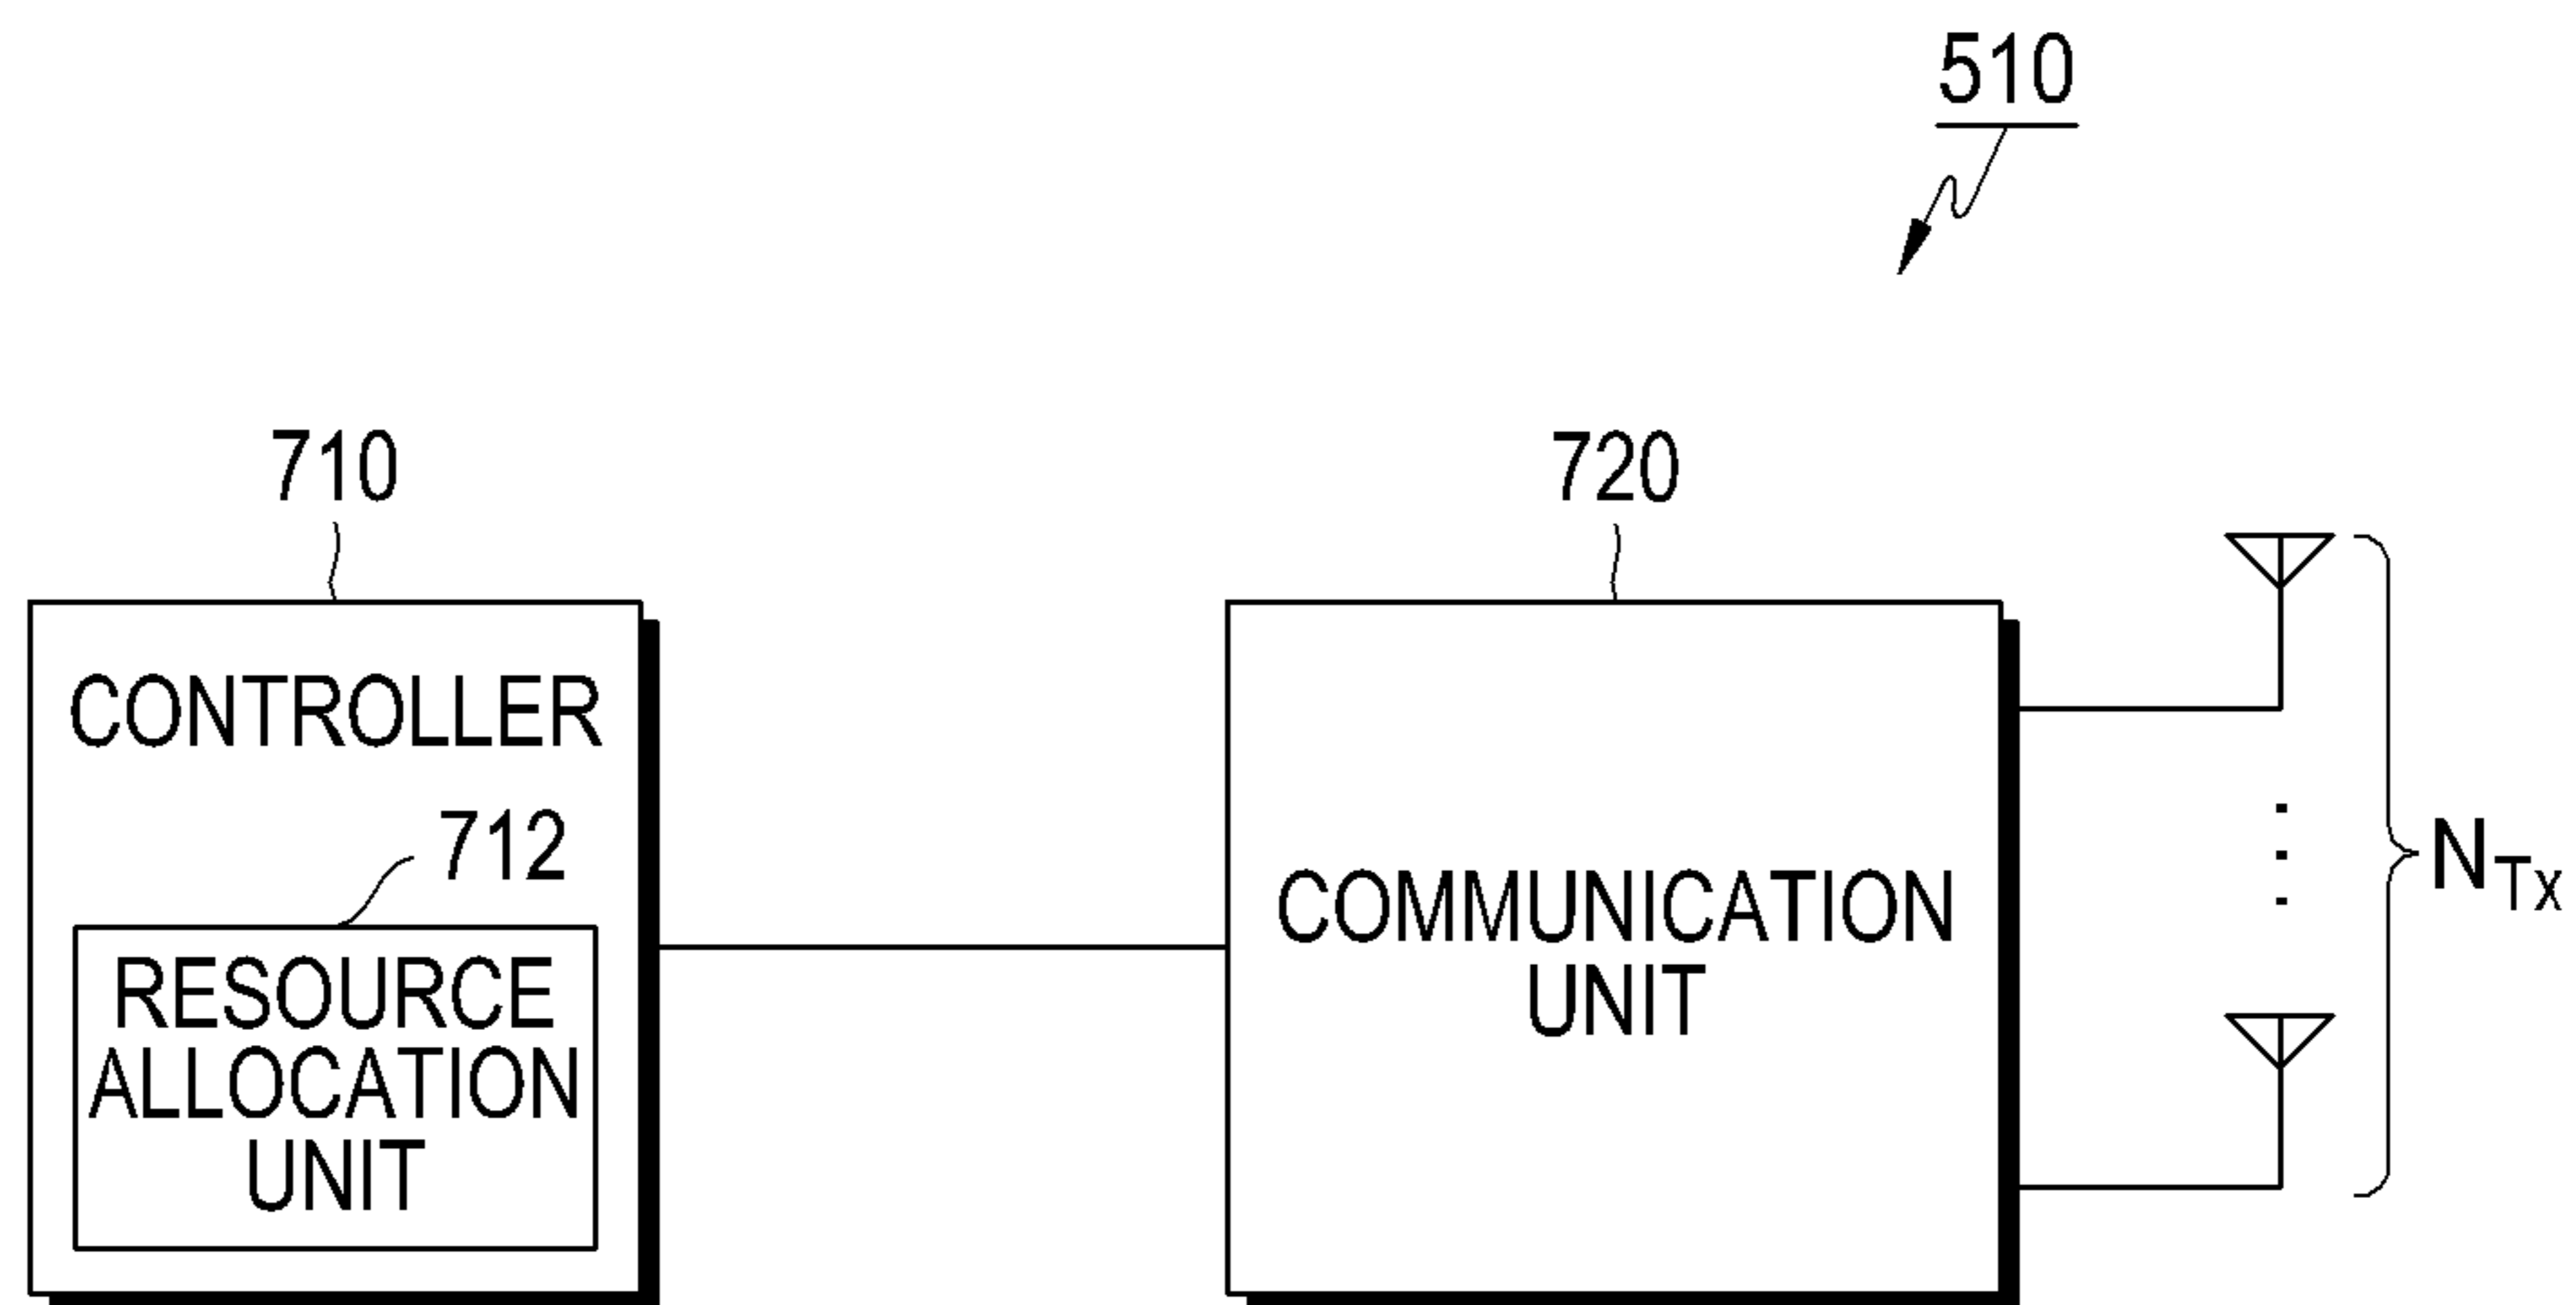 510
710
720
CONTROLLER
712
RESOURCE
ALLOCATION
UNIT
COMMUNICATION
UNIT
NTx